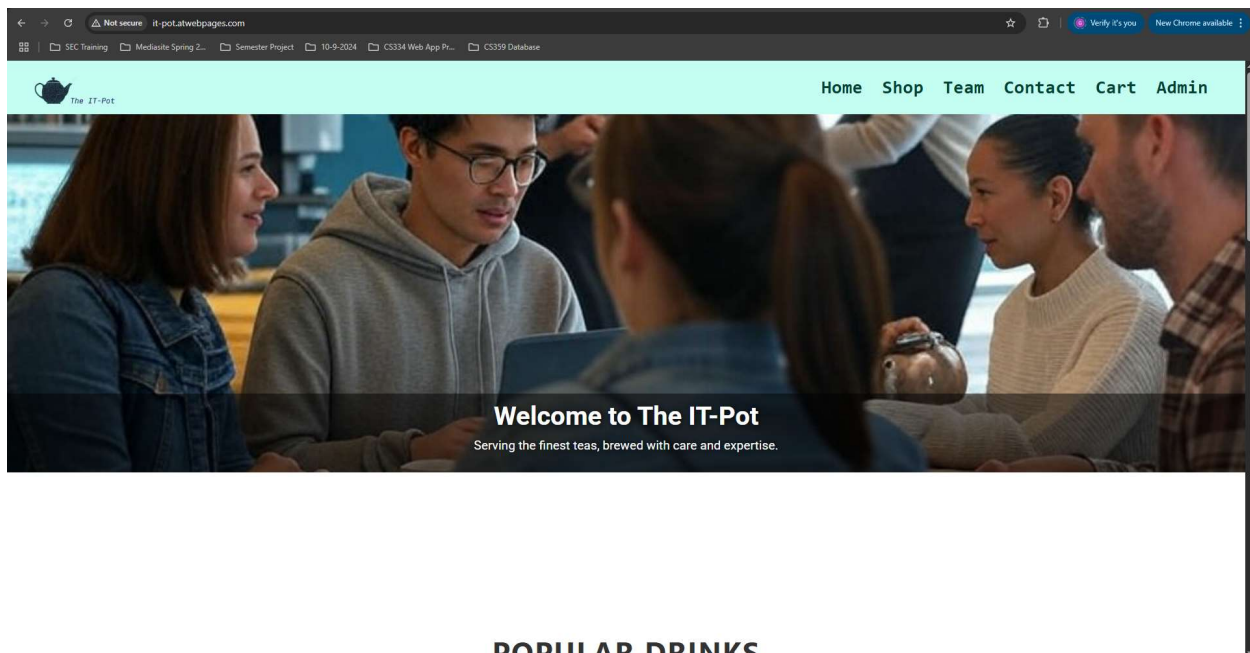 Not secure it-pot.atwebpages.com Verify it's you New Chrome available
SEC Training Mediasite Spring 2... Semester Project 10-9-2024 CS334 Web App Pr... CS359 Database
The IT-Pot Home Shop Team Contact Cart Admin
Welcome to The IT-Pot
Serving the finest teas, brewed with care and expertise.
POPULAR DRINKS